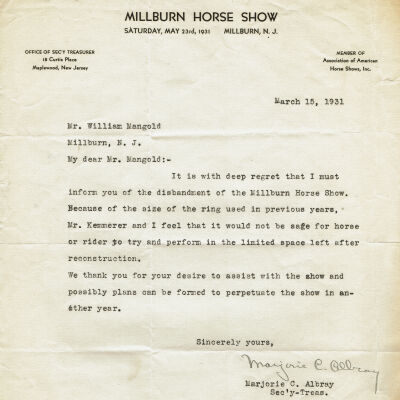 MILLBURN HORSE SHOW
SATURDAY, MAY 23rd, 1931 MILLBURN, N. J.
OFFICE OF SEC'Y TREASURER
18 Curtis Place
Maplewood, New Jersey
MEMBER OF
Association of American
Horse Shows, Inc.
March 15, 1931
Mr. William Mangold
Millburn, N. J.
My dear Mr. Mangold:-
It is with deep regret that I must
inform you of the disbandment of the Millburn Horse Show.
Because of the size of the ring used in previous years,
Mr. Kemmerer and I feel that it would not be safe for horse
or rider to try and perform in the limited space left after
reconstruction.
We thank you for your desire to assist with the show and
possibly plans can be formed to perpetuate the show in an-
other year.
Sincerely yours,
Marjorie C. Albray
Marjorie C. Albray
Sec'y-Treas.